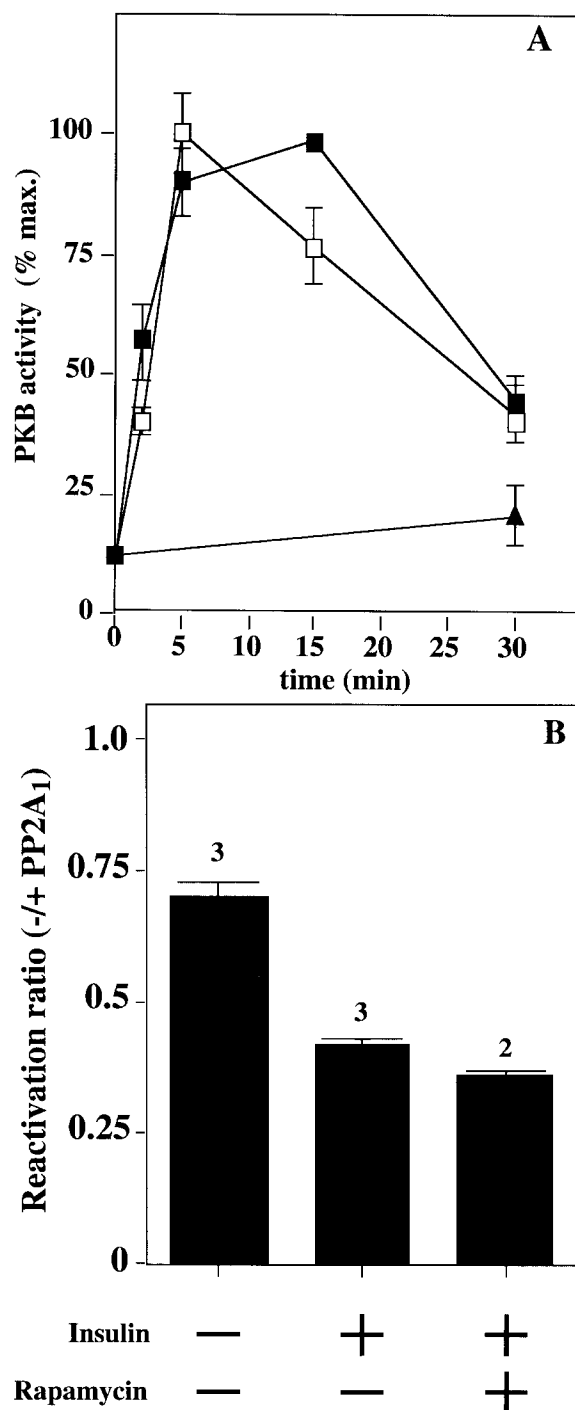 A
PKB activity (% max.)
100
75
50
25
0
0 5 10 15 20 25 30
time (min)
B
Reactivation ratio (-/+ PP2A1)
1.0
0.75
0.5
0.25
0
3
3
2
Insulin — + +
Rapamycin — — +